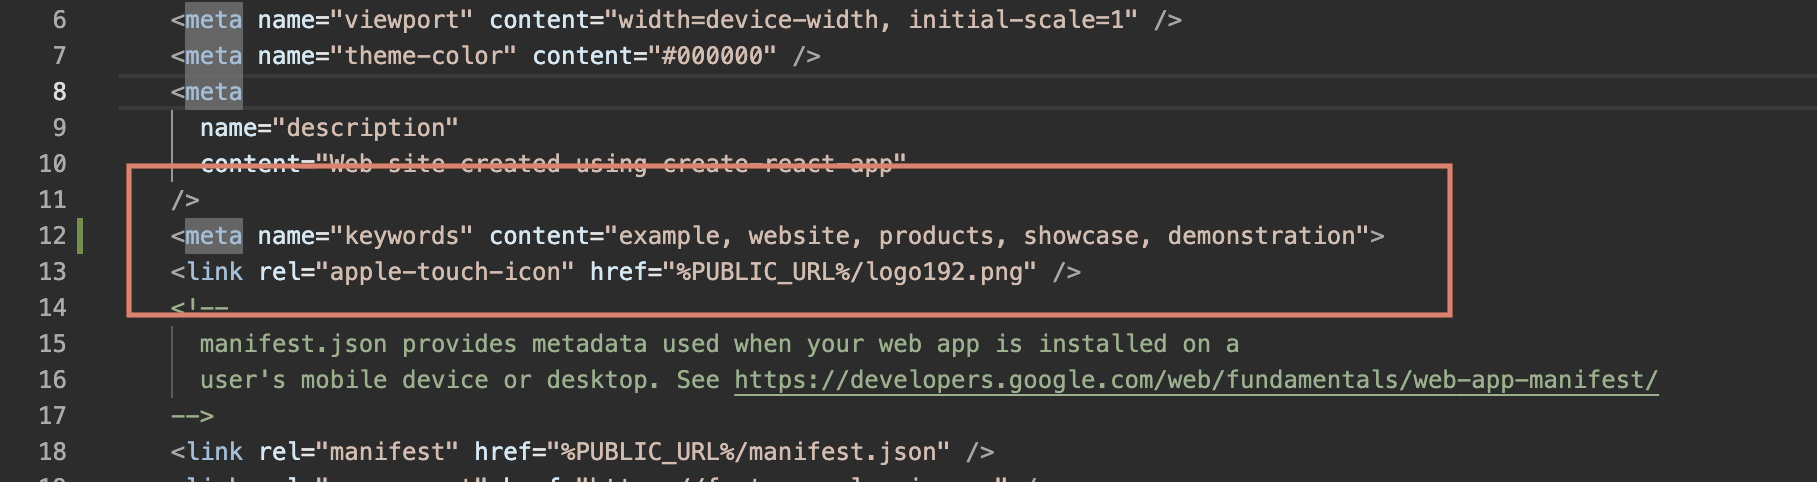 6 <meta name="viewport" content="width=device-width, initial-scale=1" />
7 <meta name="theme-color" content="#000000" />
8 <meta
9 name="description"
10 content="Web site created using create-react-app"
11 />
12 <meta name="keywords" content="example, website, products, showcase, demonstration">
13 <link rel="apple-touch-icon" href="%PUBLIC_URL%/logo192.png" />
14 <!--
15 manifest.json provides metadata used when your web app is installed on a
16 user's mobile device or desktop. See https://developers.google.com/web/fundamentals/web-app-manifest/
17 -->
18 <link rel="manifest" href="%PUBLIC_URL%/manifest.json" />